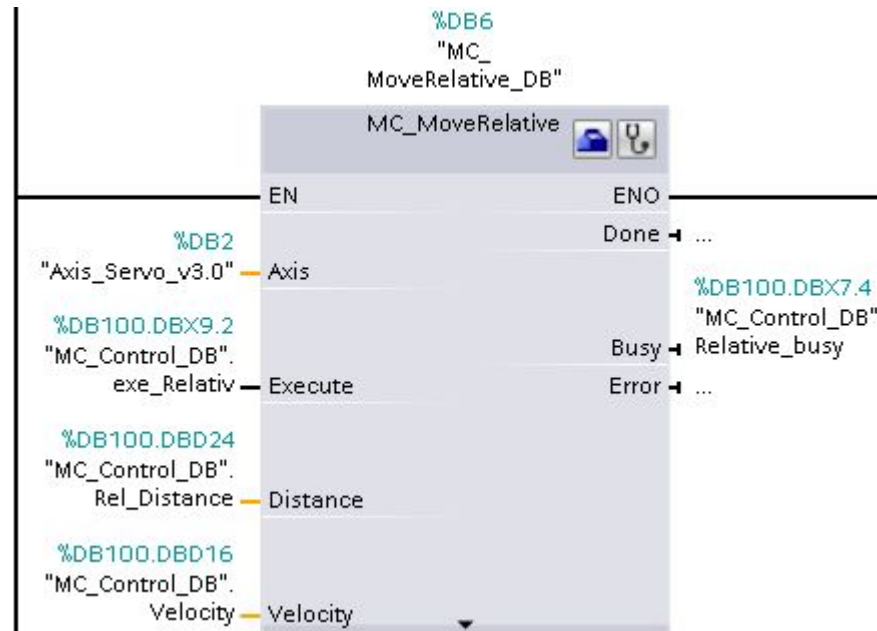 %DB6
"MC_
MoveRelative_DB"
MC_MoveRelative
EN ENO
Done ...
%DB2
"Axis_Servo_v3.0" Axis
%DB100.DBX7.4
"MC_Control_DB"
Busy Relative_busy
%DB100.DBX9.2
"MC_Control_DB".
exe_Relativ Execute
Error ...
%DB100.DBD24
"MC_Control_DB".
Rel_Distance Distance
%DB100.DBD16
"MC_Control_DB".
Velocity Velocity